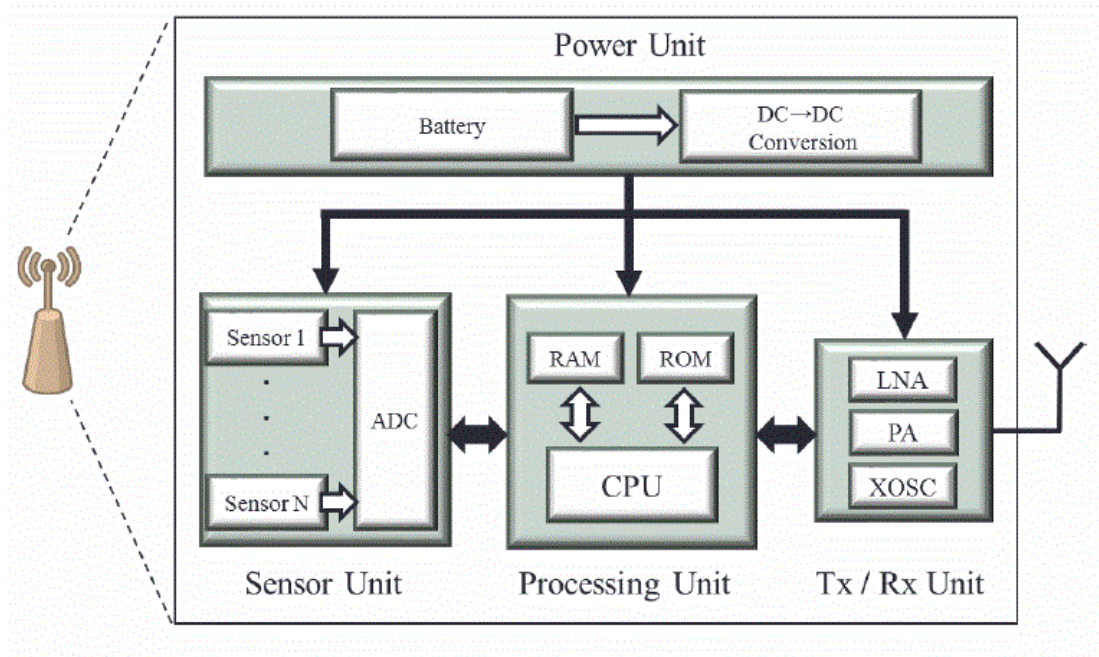 Power Unit
Battery
DC→DC
Conversion
Sensor 1
RAM
ROM
LNA
ADC
PA
CPU
XOSC
Sensor N
Sensor Unit
Processing Unit
Tx / Rx Unit